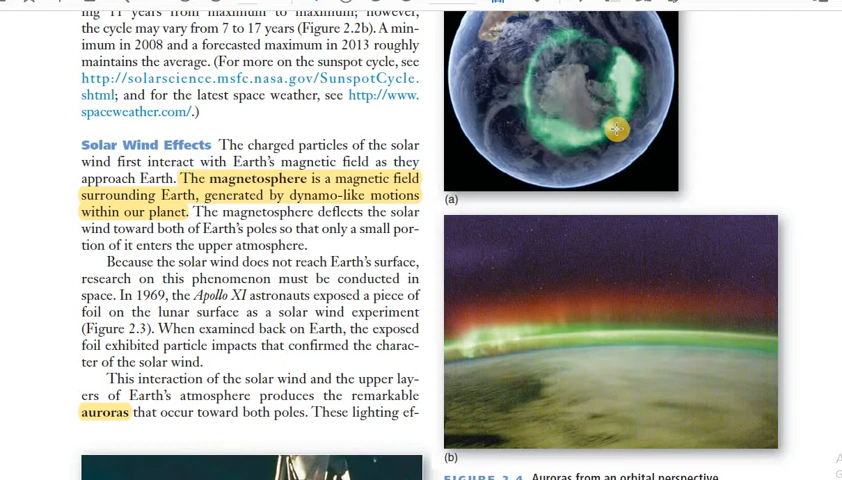 ing 11 years from maximum to maximum; however,
the cycle may vary from 7 to 17 years (Figure 2.2b). A min-
imum in 2008 and a forecasted maximum in 2013 roughly
maintains the average. (For more on the sunspot cycle, see
http://solarscience.msfc.nasa.gov/SunspotCycle.
shtml; and for the latest space weather, see http://www.
spaceweather.com/.)
Solar Wind Effects The charged particles of the solar
wind first interact with Earth's magnetic field as they
approach Earth. The magnetosphere is a magnetic field
surrounding Earth, generated by dynamo-like motions
within our planet. The magnetosphere deflects the solar
wind toward both of Earth's poles so that only a small por-
tion of it enters the upper atmosphere.
Because the solar wind does not reach Earth's surface,
research on this phenomenon must be conducted in
space. In 1969, the Apollo XI astronauts exposed a piece of
foil on the lunar surface as a solar wind experiment
(Figure 2.3). When examined back on Earth, the exposed
foil exhibited particle impacts that confirmed the charac-
ter of the solar wind.
This interaction of the solar wind and the upper lay-
ers of Earth's atmosphere produces the remarkable
auroras that occur toward both poles. These lighting ef-
(a)
(b)
FIGURE 2.4 Auroras from an orbital perspective